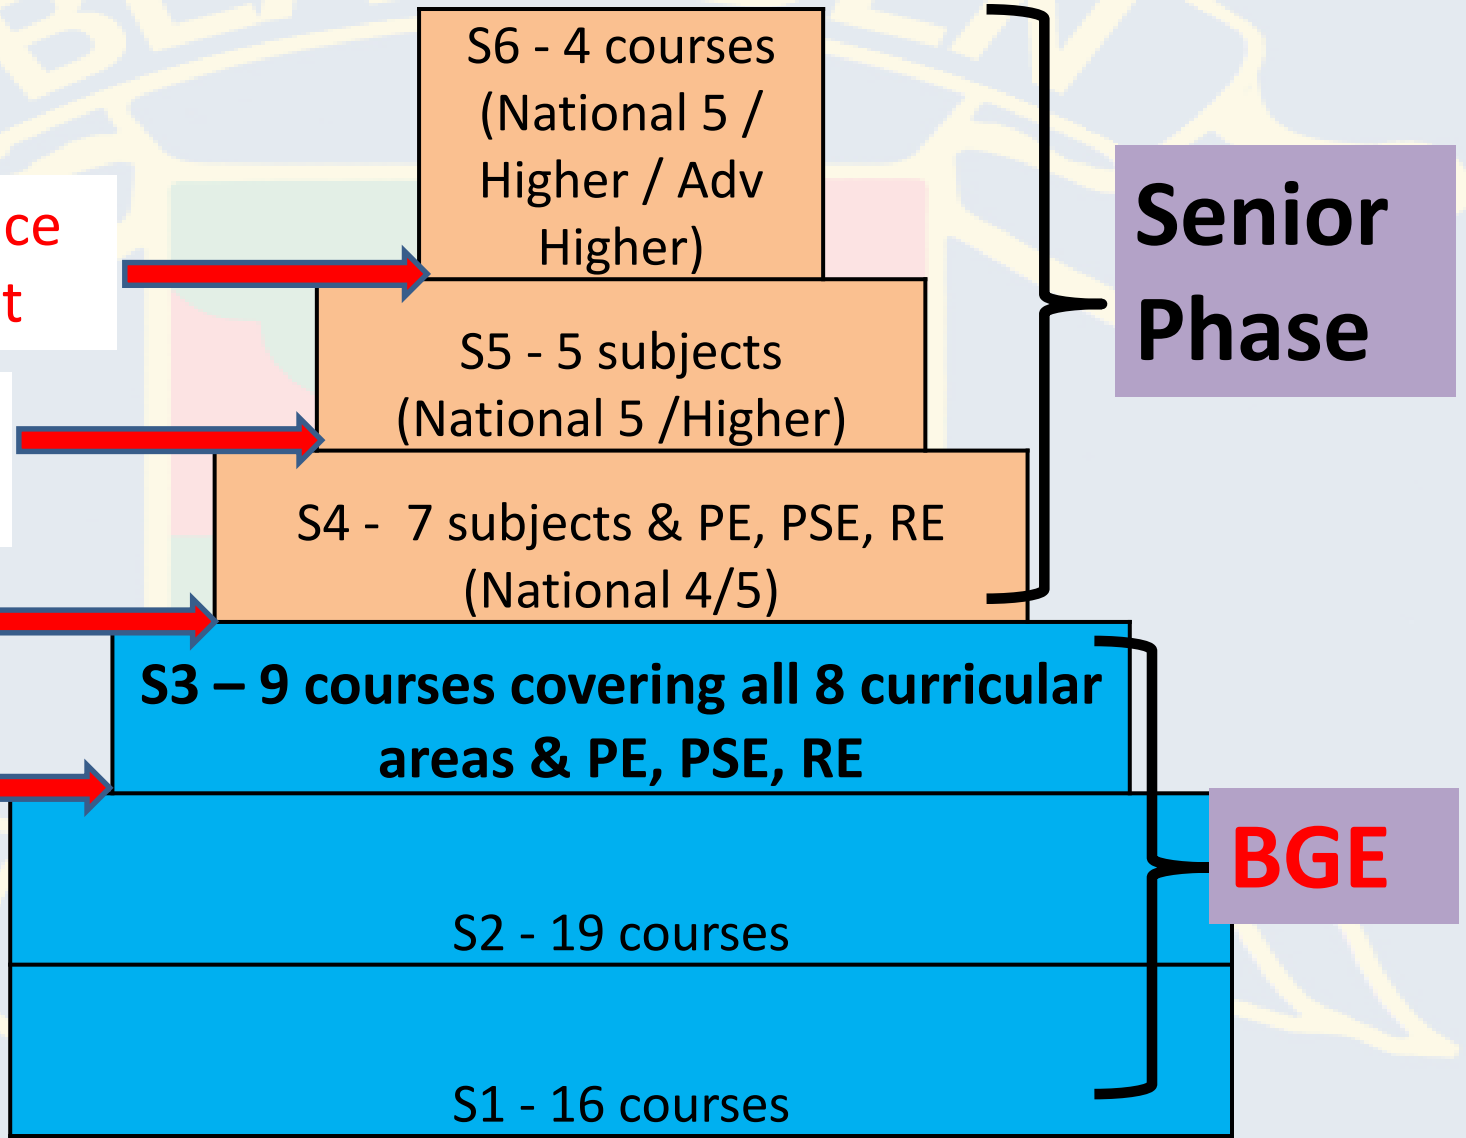 S6 - 4 courses
(National 5 /
Higher / Adv
Higher)
Senior
Phase
ce
t
S5 - 5 subjects
(National 5 /Higher)
S4 -  7 subjects & PE, PSE, RE
(National 4/5)
S3 – 9 courses covering all 8 curricular
areas & PE, PSE, RE
BGE
S2 - 19 courses
S1 - 16 courses